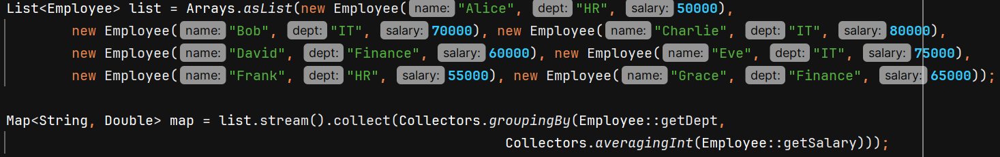 List<Employee> list = Arrays.asList(new Employee( name: "Alice", dept: "HR", salary: 50000),
new Employee( name: "Bob", dept: "IT", salary: 70000), new Employee( name: "Charlie", dept: "IT", salary: 80000),
new Employee( name: "David", dept: "Finance", salary: 60000), new Employee( name: "Eve", dept: "IT", salary: 75000),
new Employee( name: "Frank", dept: "HR", salary: 55000), new Employee( name: "Grace", dept: "Finance", salary: 65000));
Map<String, Double> map = list.stream().collect(Collectors.groupingBy(Employee::getDept,
Collectors.averagingInt(Employee::getSalary)));